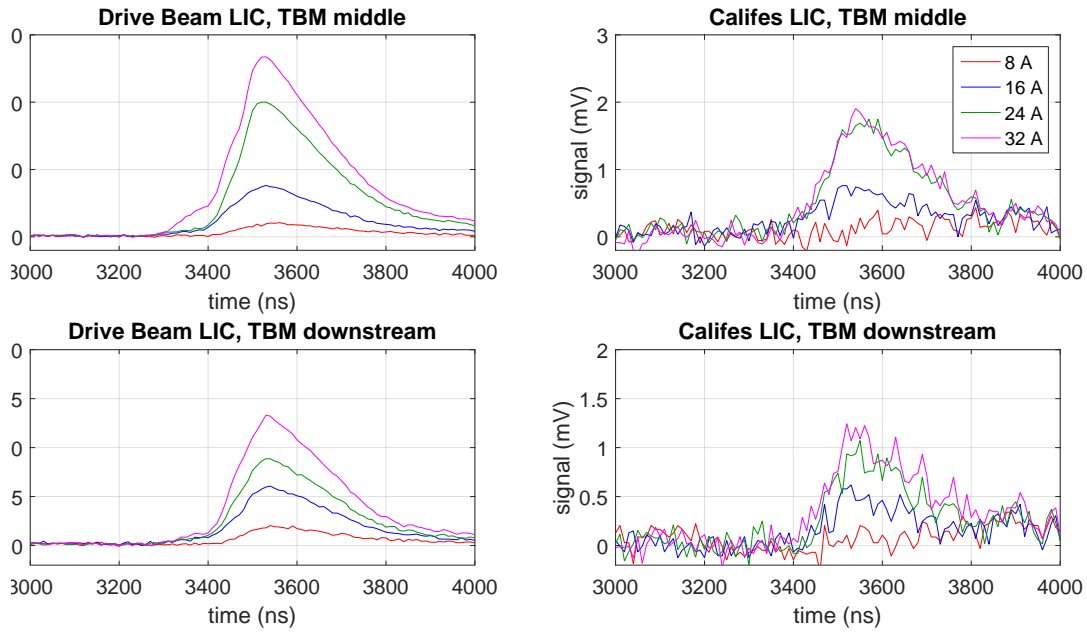 Drive Beam LIC, TBM middle
0
0
0
0
3000 3200 3400 3600 3800 4000
time (ns)
Califes LIC, TBM middle
3
2
1
0
signal (mV)
8 A
16 A
24 A
32 A
3000 3200 3400 3600 3800 4000
time (ns)
Drive Beam LIC, TBM downstream
0
5
0
5
0
3000 3200 3400 3600 3800 4000
time (ns)
Califes LIC, TBM downstream
2
1.5
1
0.5
0
signal (mV)
3000 3200 3400 3600 3800 4000
time (ns)